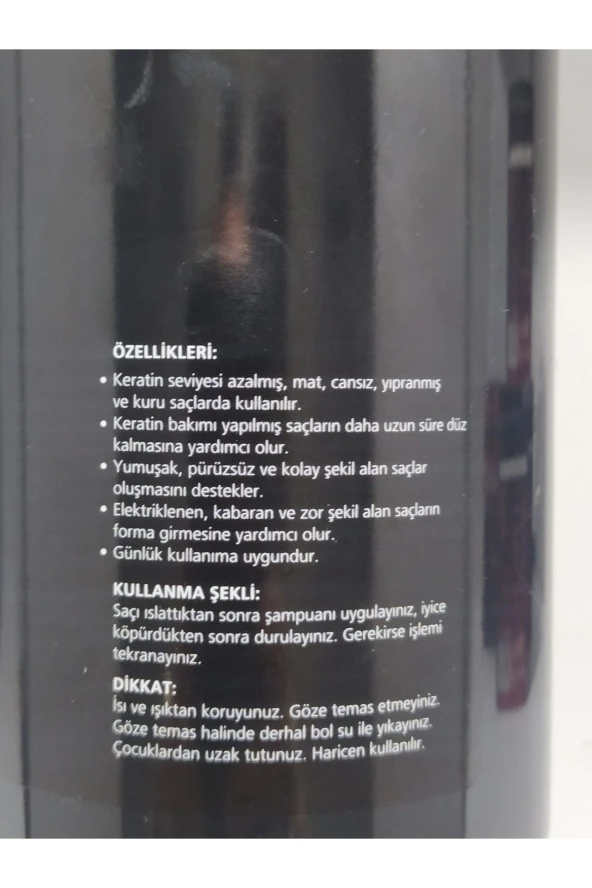 ÖZELLİKLERİ:
• Keratin seviyesi azalmış, mat, cansız, yıpranmış
ve kuru saçlarda kullanılır.
• Keratin bakımı yapılmış saçların daha uzun süre düz
kalmasına yardımcı olur.
• Yumuşak, pürüzsüz ve kolay şekil alan saçlar
oluşmasını destekler.
• Elektriklenen, kabaran ve zor şekil alan saçların
forma girmesine yardımcı olur.
• Günlük kullanıma uygundur.
KULLANMA ŞEKLİ:
Saçı ıslattıktan sonra şampuanı uygulayınız, iyice
köpürdükten sonra durulayınız. Gerekirse işlemi
tekranayınız.
DİKKAT:
Isı ve ışıktan koruyunuz. Göze temas etmeyiniz.
Göze temas halinde derhal bol su ile yıkayınız.
Çocuklardan uzak tutunuz. Haricen kullanılır.